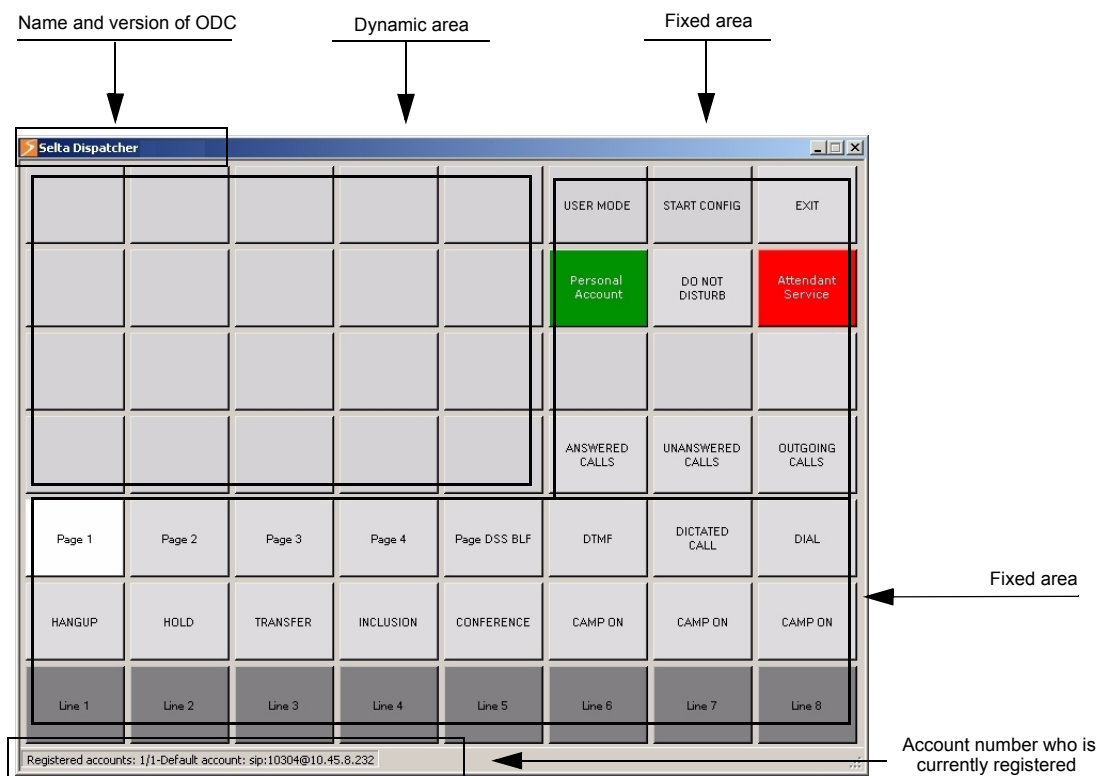 Name and version of ODC
Dynamic area
Fixed area
Selta Dispatcher
USER MODE
START CONFIG
EXIT
Personal
Account
DO NOT
DISTURB
Attendant
Service
ANSWERED
CALLS
UNANSWERED
CALLS
OUTGOING
CALLS
Page 1
Page 2
Page 3
Page 4
Page DSS BLF
DTMF
DICTATED
CALL
DIAL
Fixed area
HANGUP
HOLD
TRANSFER
INCLUSION
CONFERENCE
CAMP ON
CAMP ON
CAMP ON
Line 1
Line 2
Line 3
Line 4
Line 5
Line 6
Line 7
Line 8
Registered accounts: 1/1-Default account: sip:10304@10.45.8.232
Account number who is
currently registered